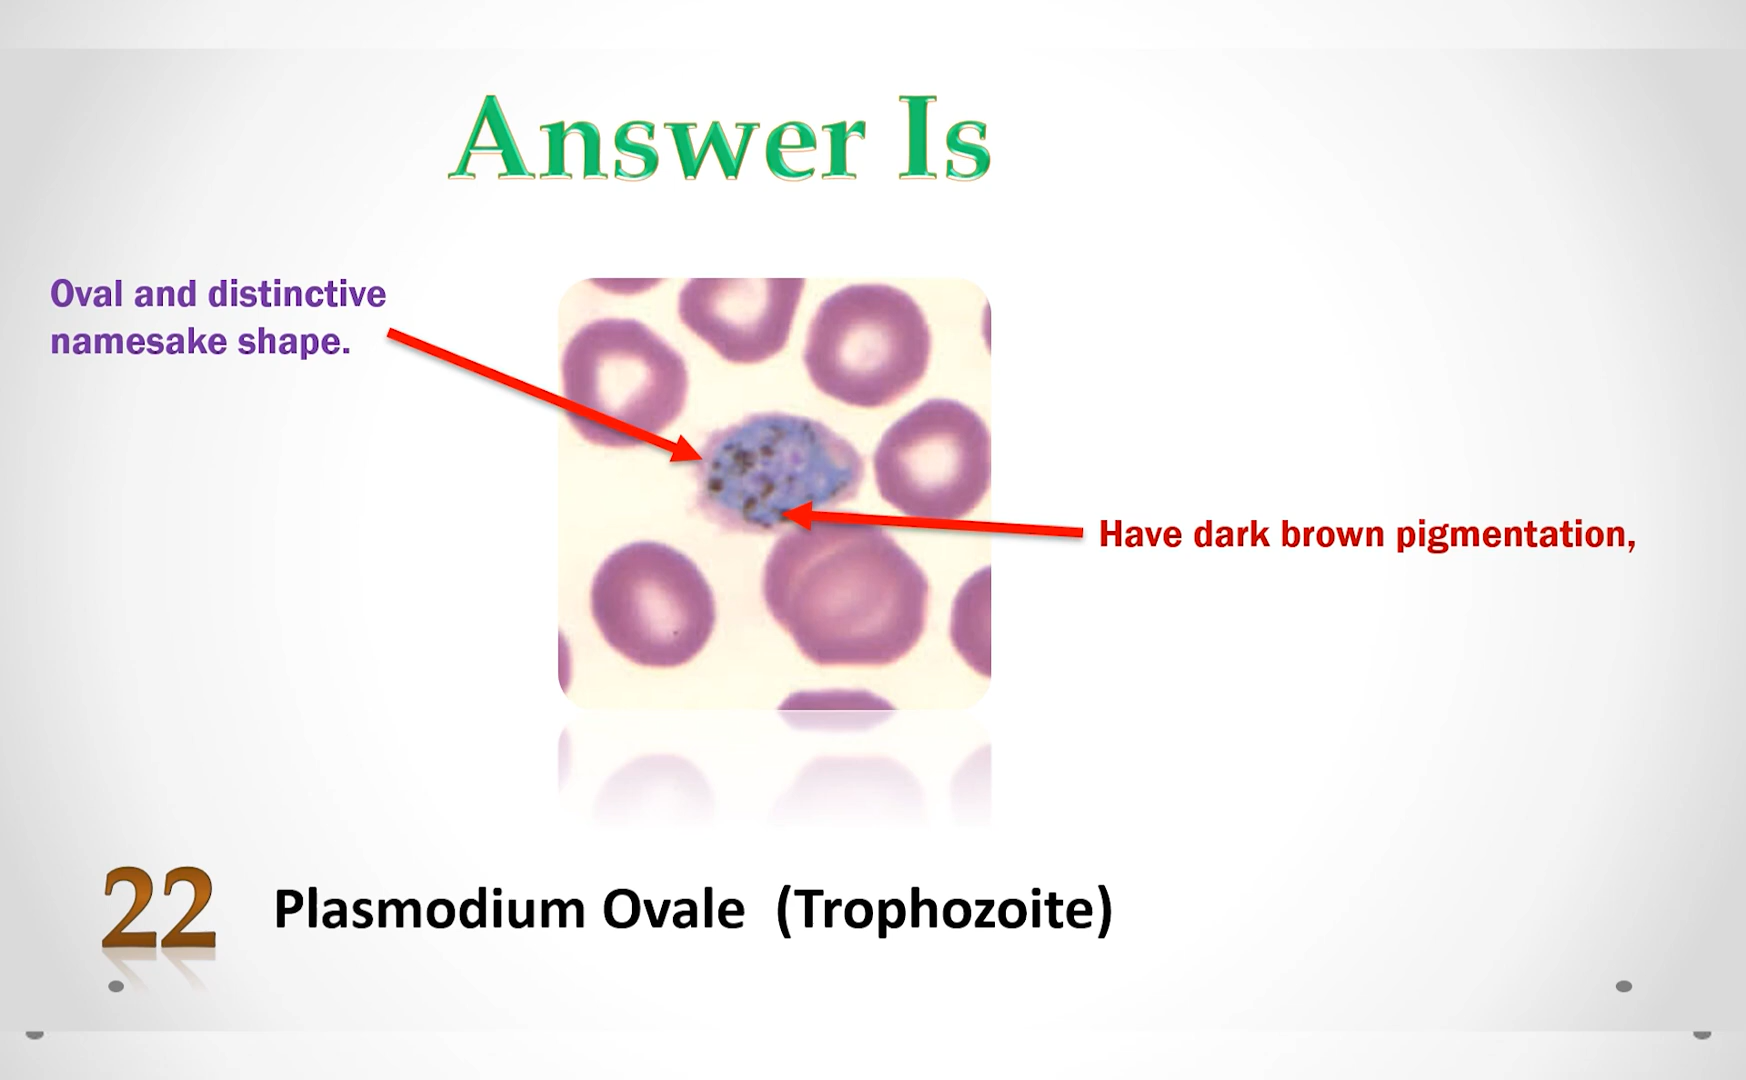 Answer Is
Oval and distinctive
namesake shape.
Have dark brown pigmentation,
22
Plasmodium Ovale (Trophozoite)